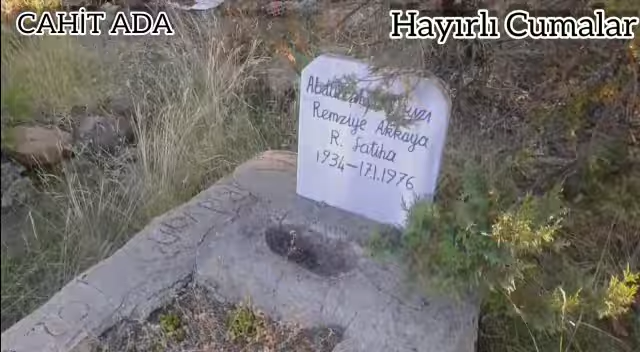 CAHİT ADA
Hayırlı Cumalar
Remziye Akkaya
R. fatiha
1934-17.1.1976